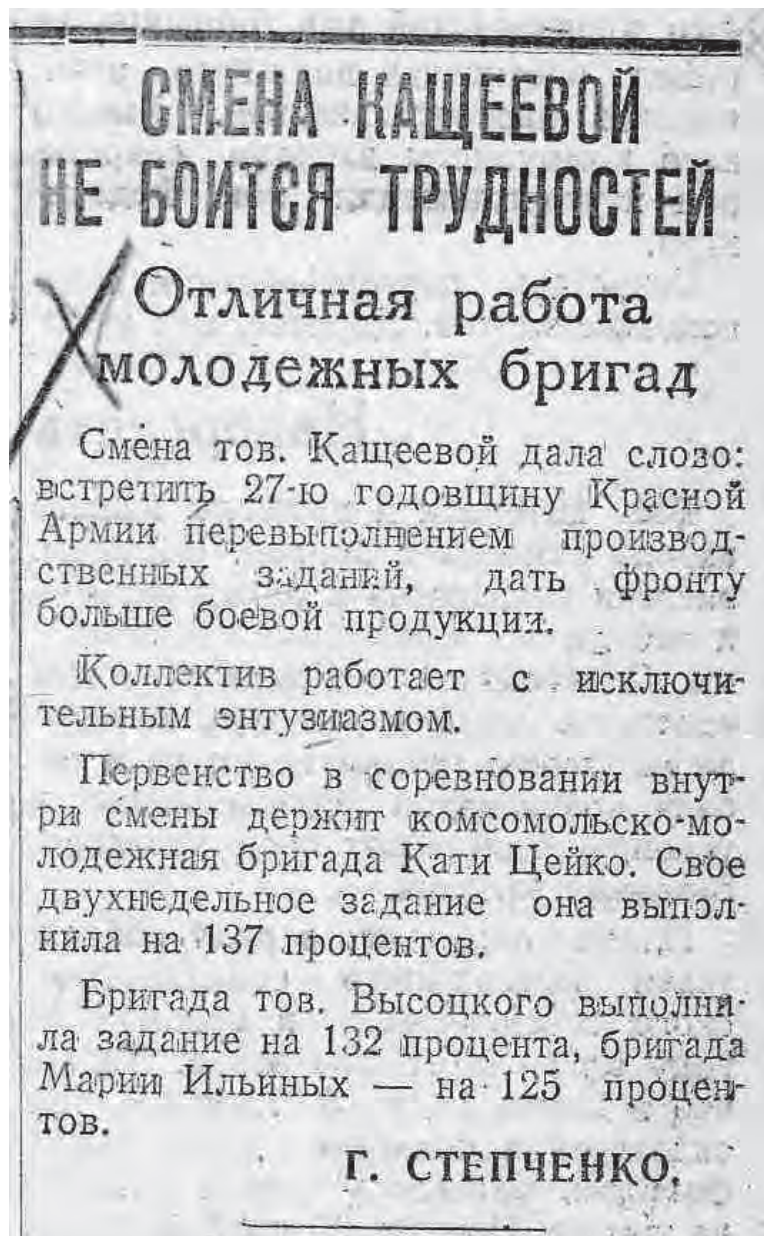 СМЕНА КАЩЕЕВОЙ
НЕ БОИТСЯ ТРУДНОСТЕЙ
Отличная работа
молодежных бригад
Смена тов. Кащеевой дала слово:
встретить 27-ю годовщину Красной
Армии перевыполнением производ-
ственных заданий, дать фронту
больше боевой продукции.
Коллектив работает с исключи-
тельным энтузиазмом.
Первенство в соревновании внут-
ри смены держит комсомольско-мо-
лодежная бригада Кати Цейко. Свое
двухнедельное задание она выпол-
нила на 137 процентов.
Бригада тов. Высоцкого выполни-
ла задание на 132 процента, бригада
Марии Ильиных — на 125 процен-
тов.
Г. СТЕПЧЕНКО.